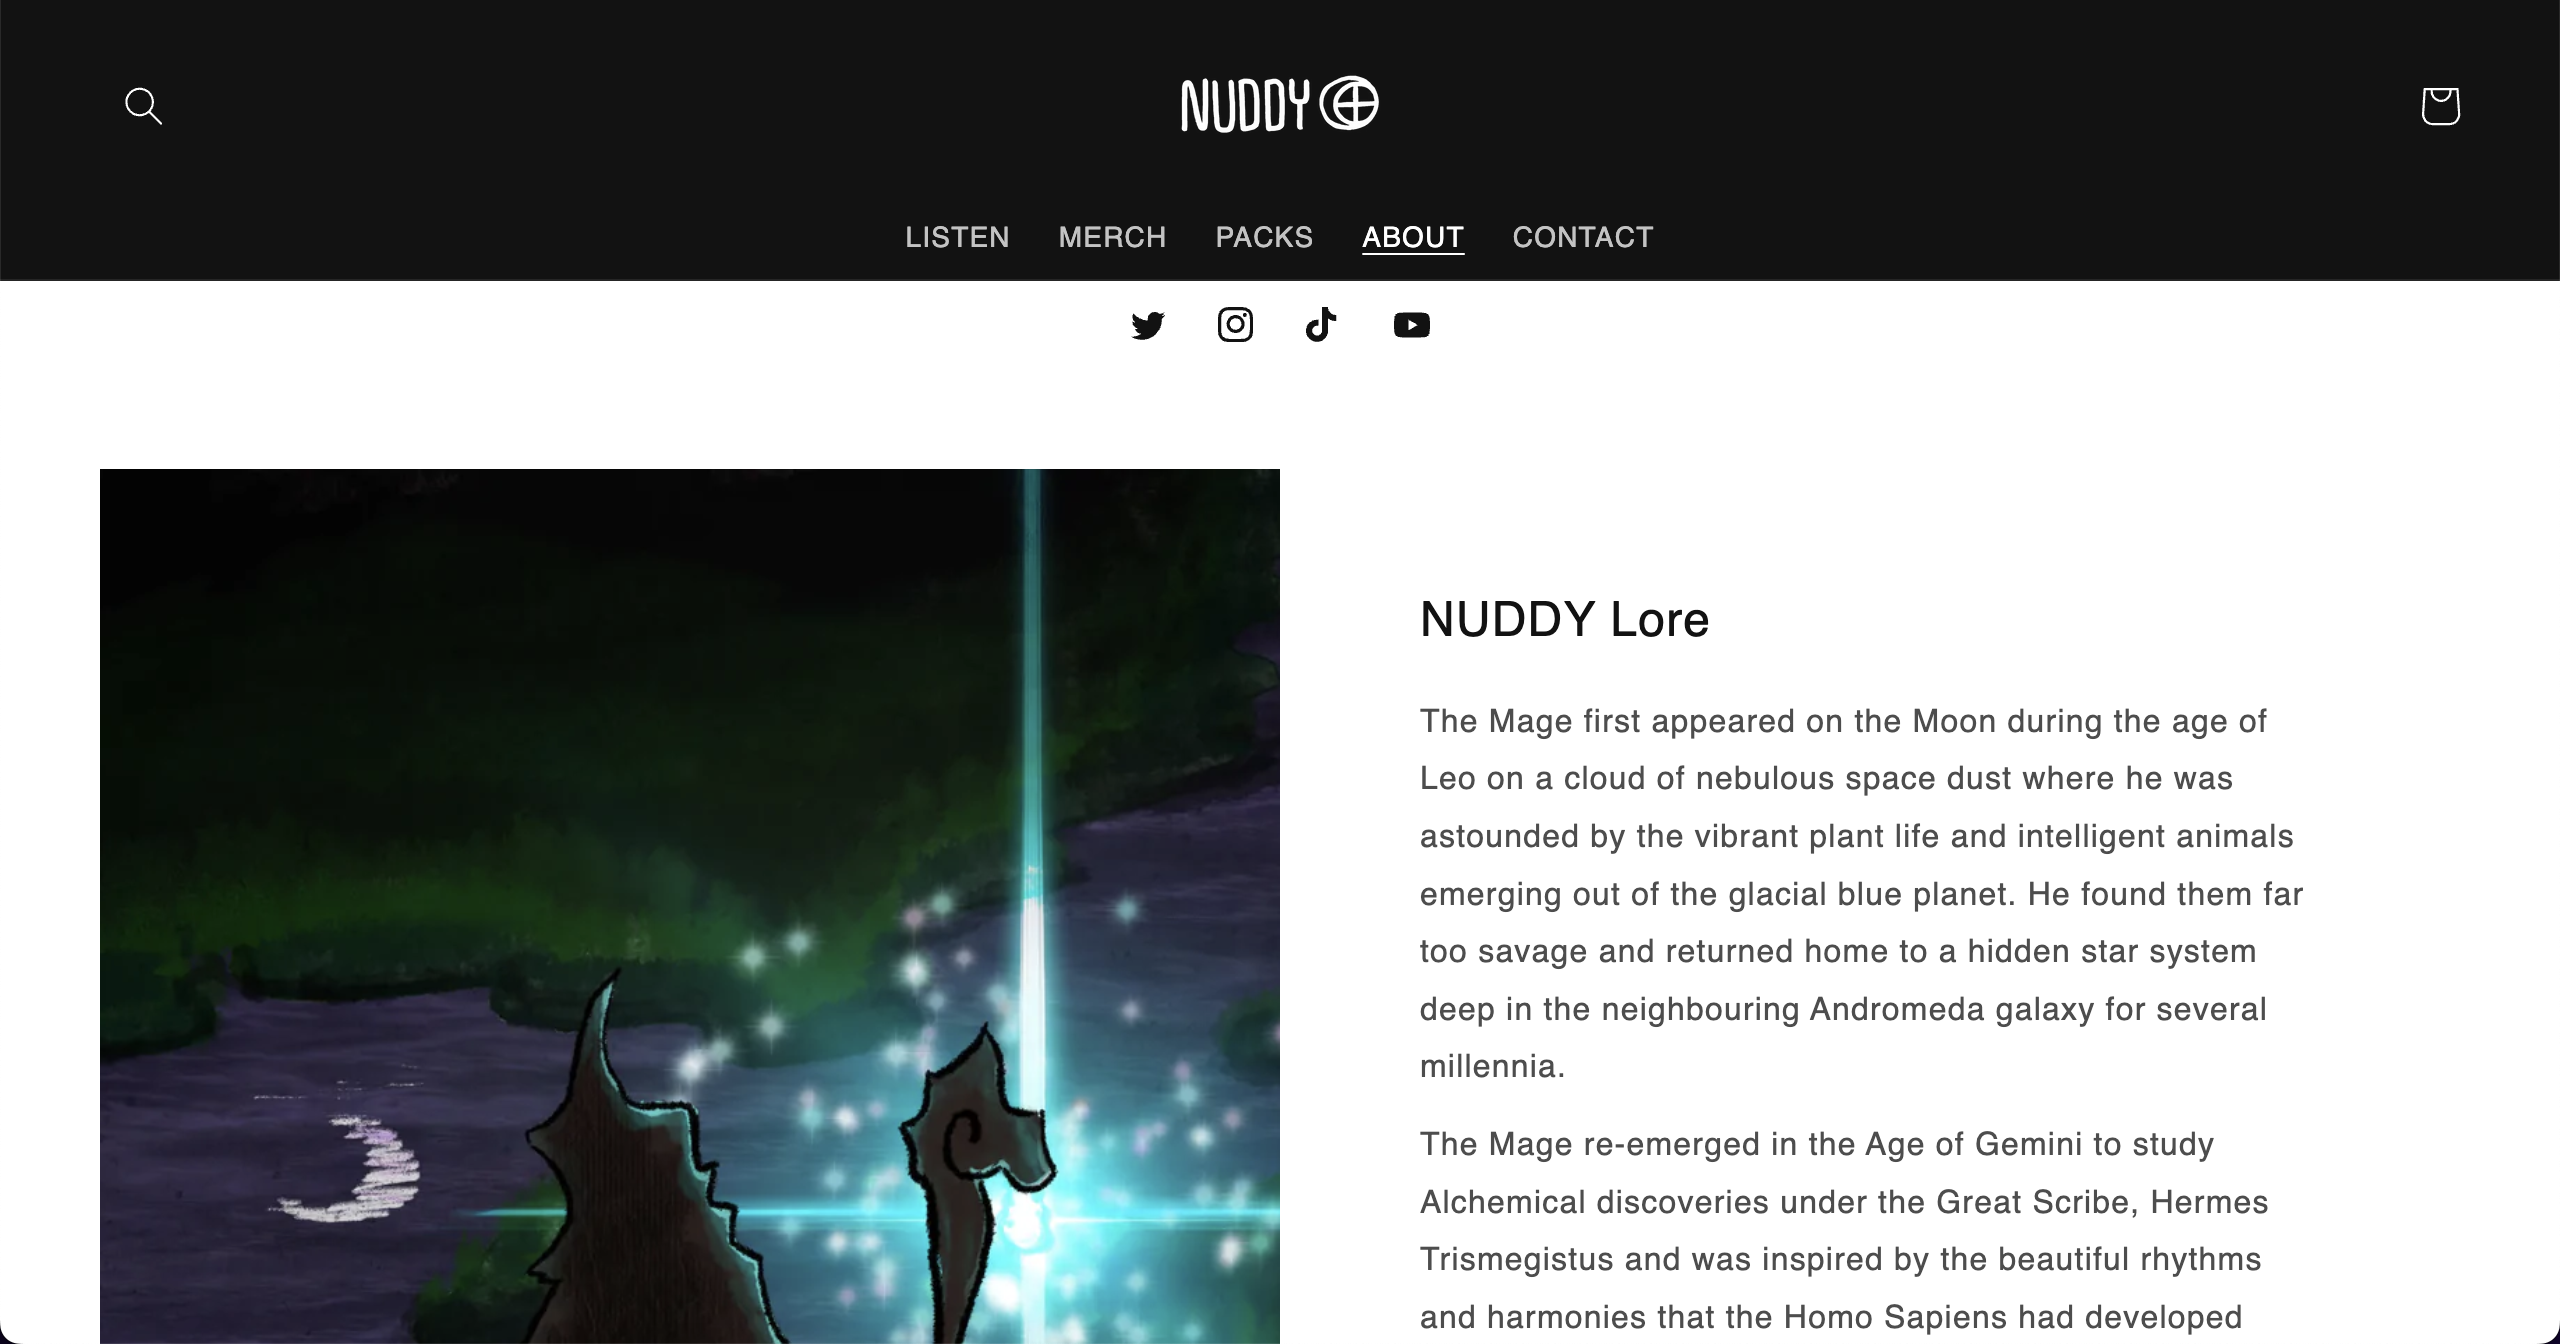 NUDDY
LISTEN MERCH PACKS ABOUT CONTACT
NUDDY Lore
The Mage first appeared on the Moon during the age of
Leo on a cloud of nebulous space dust where he was
astounded by the vibrant plant life and intelligent animals
emerging out of the glacial blue planet. He found them far
too savage and returned home to a hidden star system
deep in the neighbouring Andromeda galaxy for several
millennia.
The Mage re-emerged in the Age of Gemini to study
Alchemical discoveries under the Great Scribe, Hermes
Trismegistus and was inspired by the beautiful rhythms
and harmonies that the Homo Sapiens had developed